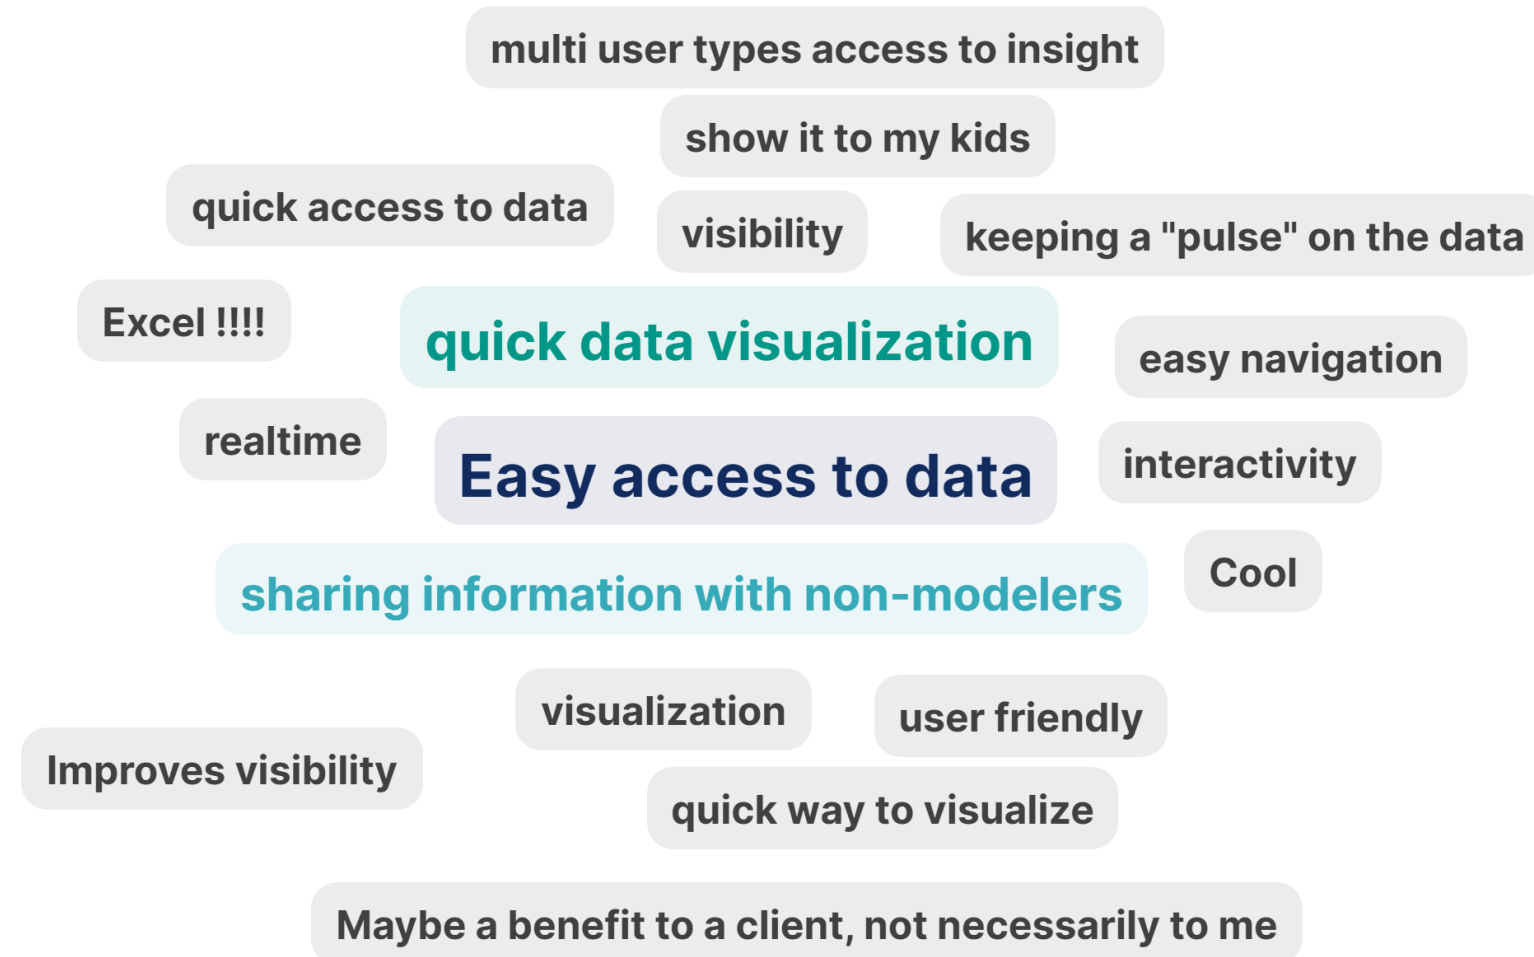 multi user types access to insight
show it to my kids
quick access to data
visibility
keeping a "pulse" on the data
Excel !!!!
quick data visualization
easy navigation
realtime
Easy access to data
interactivity
Cool
sharing information with non-modelers
visualization
user friendly
Improves visibility
quick way to visualize
Maybe a benefit to a client, not necessarily to me